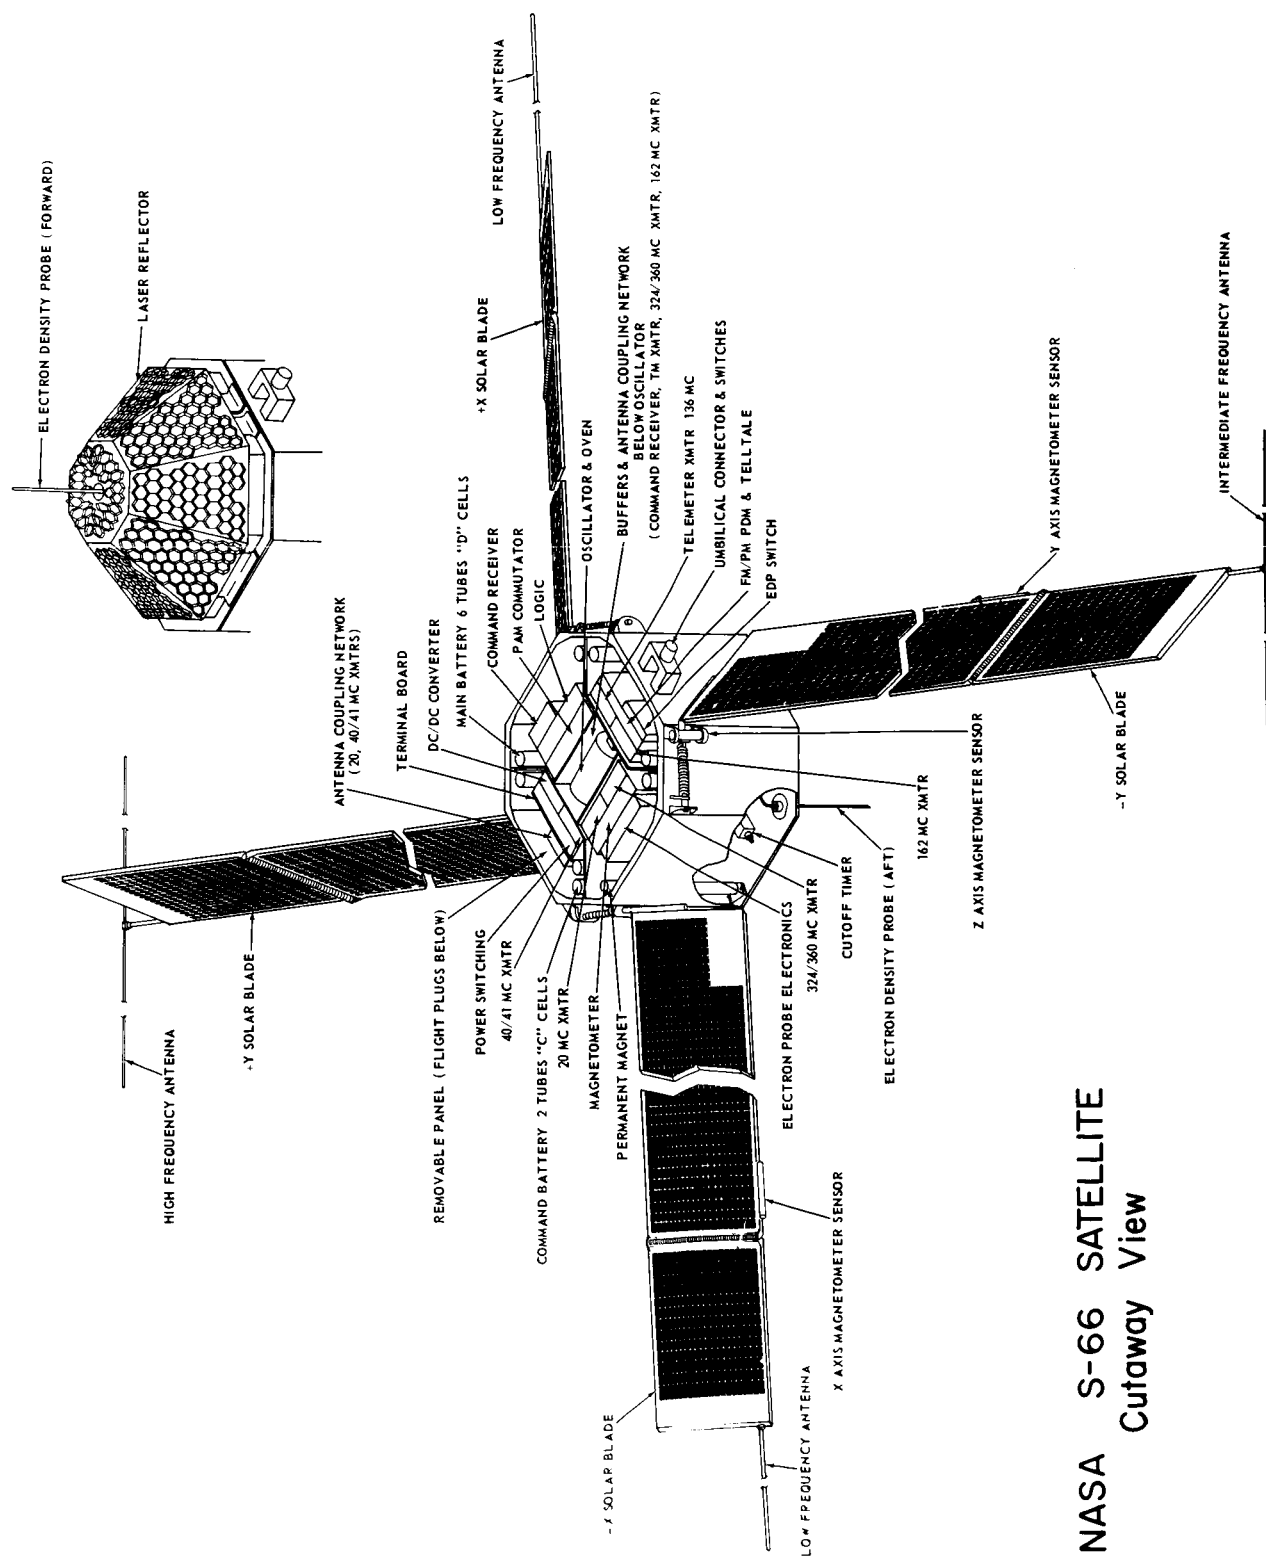 ELECTRON DENSITY PROBE (FORWARD)
LASER REFLECTOR
LOW FREQUENCY ANTENNA
+X SOLAR BLADE
ANTENNA COUPLING NETWORK
(20, 40/41 MC XMTRS)
TERMINAL BOARD
DC/DC CONVERTER
MAIN BATTERY 6 TUBES "D" CELLS
COMMAND RECEIVER
PAM COMMUTATOR
LOGIC
OSCILLATOR & OVEN
BUFFERS & ANTENNA COUPLING NETWORK
BELOW OSCILLATOR
(COMMAND RECEIVER, TM XMTR, 324/360 MC XMTR, 162 MC XMTR)
TELEMETER XMTR 136 MC
UMBILICAL CONNECTOR & SWITCHES
FM/PM PDM & TELLTALE
EDP SWITCH
Y AXIS MAGNETOMETER SENSOR
INTERMEDIATE FREQUENCY ANTENNA
HIGH FREQUENCY ANTENNA
+Y SOLAR BLADE
REMOVABLE PANEL (FLIGHT PLUGS BELOW)
POWER SWITCHING
40/41 MC XMTR
COMMAND BATTERY 2 TUBES "C" CELLS
20 MC XMTR
MAGNETOMETER
PERMANENT MAGNET
ELECTRON PROBE ELECTRONICS
324/360 MC XMTR
CUTOFF TIMER
ELECTRON DENSITY PROBE (AFT)
162 MC XMTR
Z AXIS MAGNETOMETER SENSOR
-Y SOLAR BLADE
-X SOLAR BLADE
LOW FREQUENCY ANTENNA
X AXIS MAGNETOMETER SENSOR
NASA S-66 SATELLITE
Cutaway View